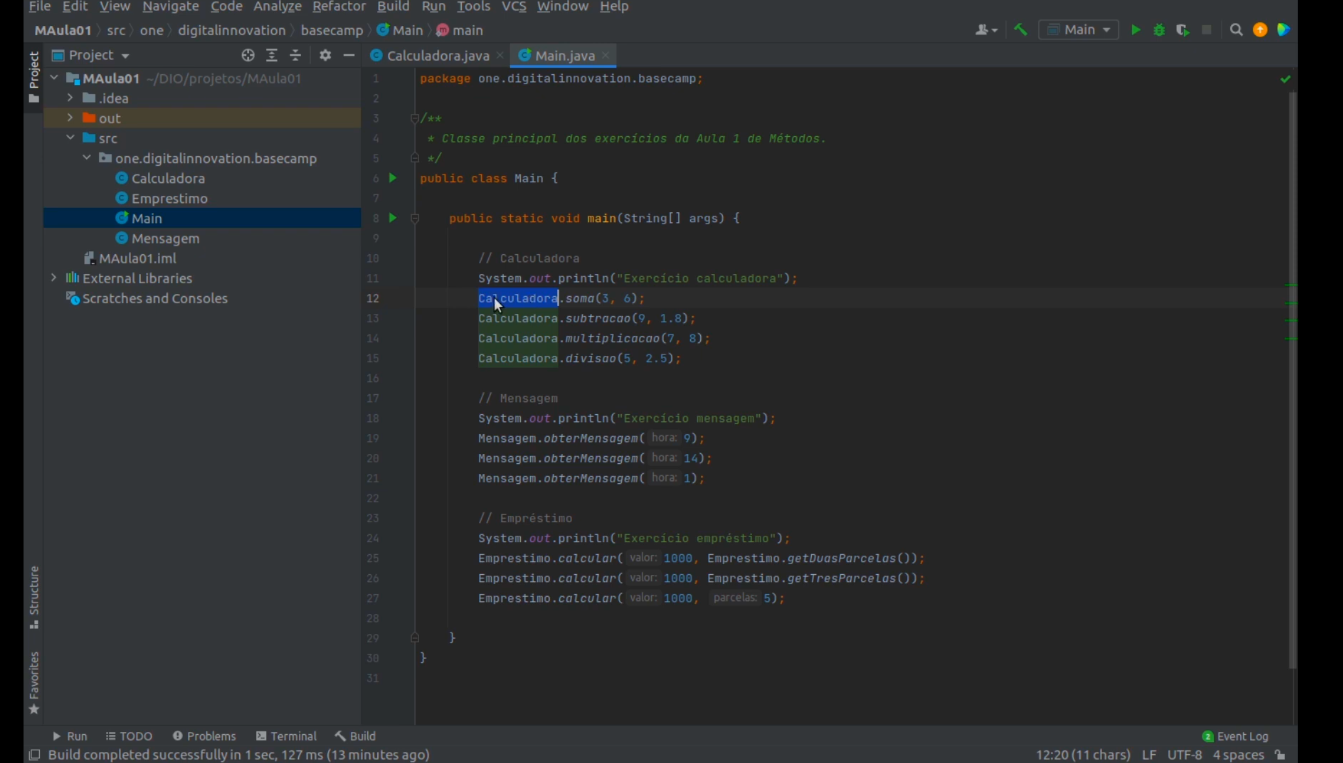 File Edit View Navigate Code Analyze Refactor Build Run Tools VCS Window Help
MAula01 src one digitalinnovation basecamp Main main Main
Project Project Calculadora.java Main.java
MAula01 ~/DIO/projetos/MAula01
.idea
out
src
one.digitalinnovation.basecamp
Calculadora
Emprestimo
Main
Mensagem
MAula01.iml
External Libraries
Scratches and Consoles
Structure
Favorites
1 package one.digitalinnovation.basecamp;
2
3 /**
4 * Classe principal dos exercícios da Aula 1 de Métodos.
5 */
6 public class Main {
7
8 public static void main(String[] args) {
9
10 // Calculadora
11 System.out.println("Exercício calculadora");
12 Calculadora.soma(3, 6);
13 Calculadora.subtracao(9, 1.8);
14 Calculadora.multiplicacao(7, 8);
15 Calculadora.divisao(5, 2.5);
16
17 // Mensagem
18 System.out.println("Exercício mensagem");
19 Mensagem.obterMensagem( hora: 9);
20 Mensagem.obterMensagem( hora: 14);
21 Mensagem.obterMensagem( hora: 1);
22
23 // Empréstimo
24 System.out.println("Exercício empréstimo");
25 Emprestimo.calcular( valor: 1000, Emprestimo.getDuasParcelas());
26 Emprestimo.calcular( valor: 1000, Emprestimo.getTresParcelas());
27 Emprestimo.calcular( valor: 1000, parcelas: 5);
28
29 }
30 }
31
Run TODO Problems Terminal Build 2 Event Log
Build completed successfully in 1 sec, 127 ms (13 minutes ago) 12:20 (11 chars) LF UTF-8 4 spaces